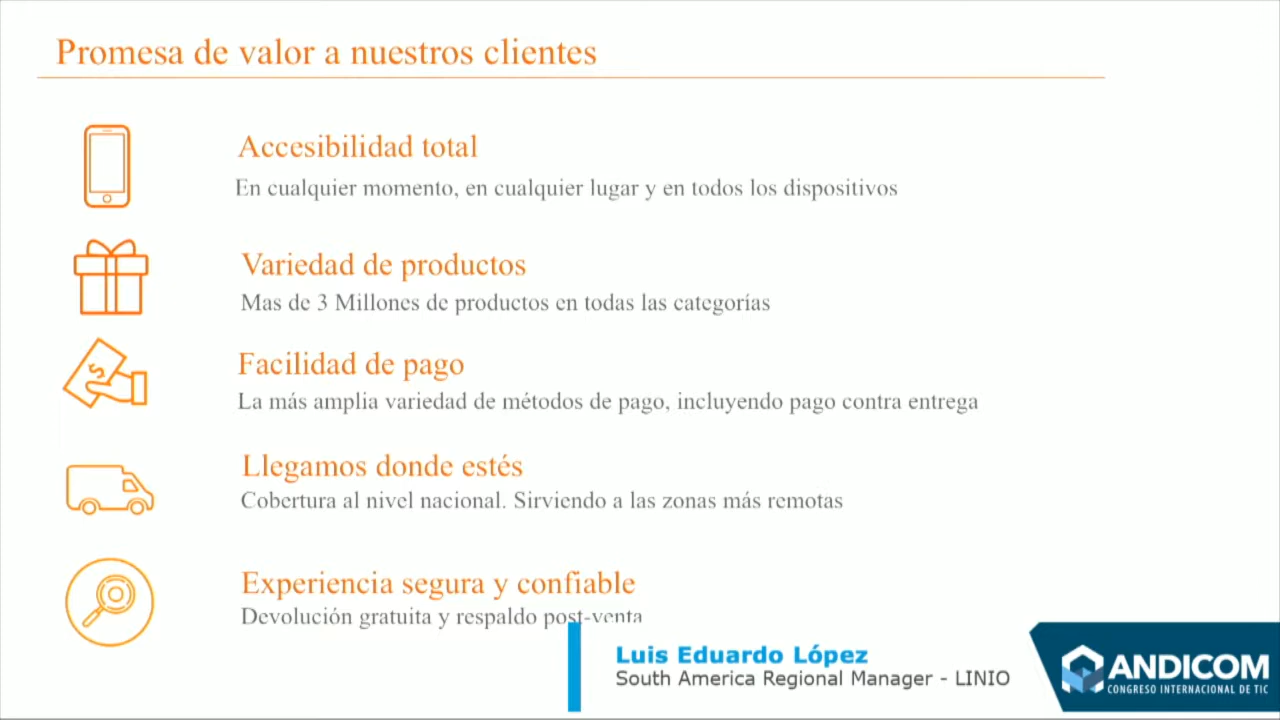 Promesa de valor a nuestros clientes
Accesibilidad total
En cualquier momento, en cualquier lugar y en todos los dispositivos
Variedad de productos
Mas de 3 Millones de productos en todas las categorías
$
Facilidad de pago
La más amplia variedad de métodos de pago, incluyendo pago contra entrega
Llegamos donde estés
Cobertura al nivel nacional. Sirviendo a las zonas más remotas
Experiencia segura y confiable
Devolución gratuita y respaldo post-venta
Luis Eduardo López
South America Regional Manager - LINIO
ANDICOM
CONGRESO INTERNACIONAL DE TIC